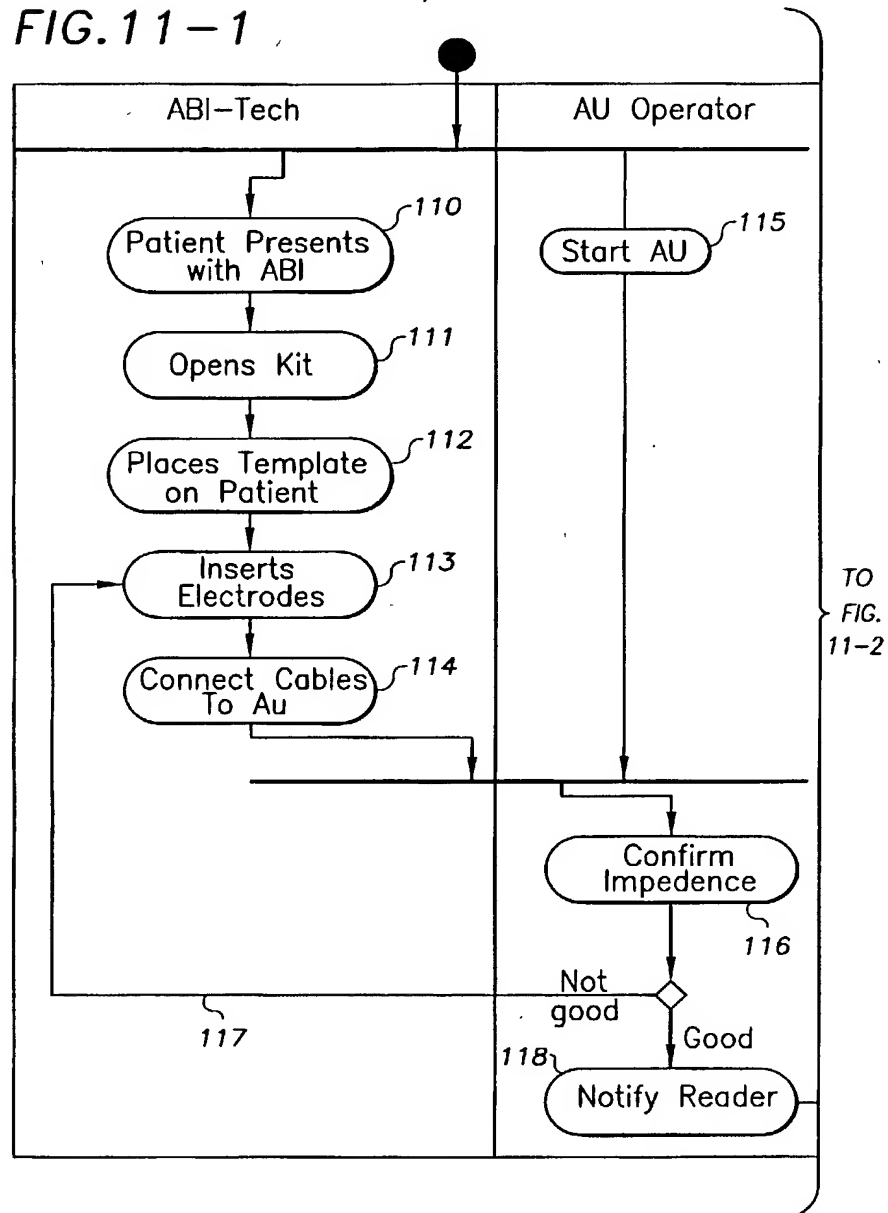 FIG. 11-1
ABI-Tech
AU Operator
110
Patient Presents
with ABI
115
Start AU
111
Opens Kit
112
Places Template
on Patient
113
Inserts
Electrodes
TO
FIG.
11-2
114
Connect Cables
To Au
Confirm
Impedence
116
Not
good
117
Good
118
Notify Reader